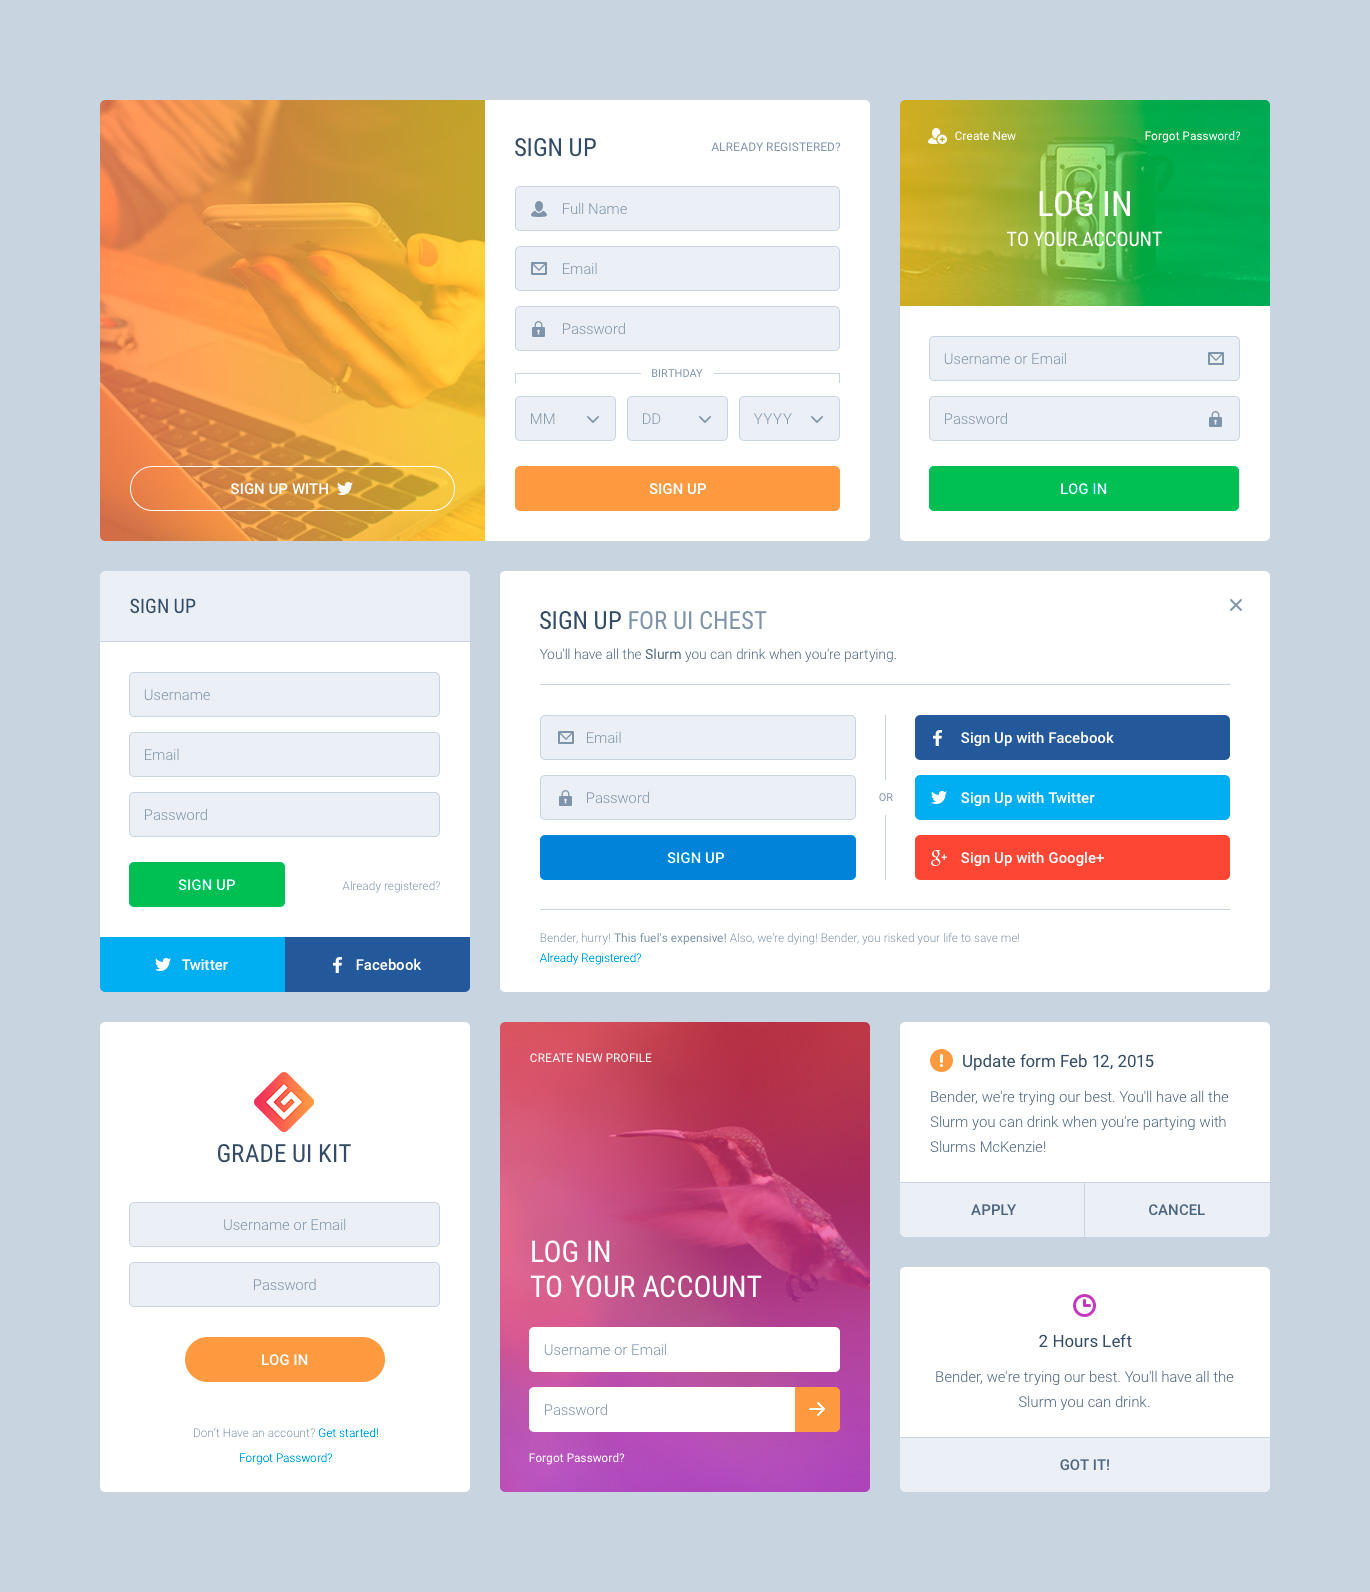 SIGN UP WITH
SIGN UP
ALREADY REGISTERED?
Full Name
Email
Password
BIRTHDAY
MM
DD
YYYY
SIGN UP
Create New
Forgot Password?
LOG IN
TO YOUR ACCOUNT
Username or Email
Password
LOG IN
SIGN UP
Username
Email
Password
SIGN UP
Already registered?
Twitter
Facebook
SIGN UP FOR UI CHEST
You'll have all the Slurm you can drink when you're partying.
Email
Password
SIGN UP
OR
Sign Up with Facebook
Sign Up with Twitter
Sign Up with Google+
Bender, hurry! This fuel's expensive! Also, we're dying! Bender, you risked your life to save me!
Already Registered?
GRADE UI KIT
Username or Email
Password
LOG IN
Don't Have an account? Get started!
Forgot Password?
CREATE NEW PROFILE
LOG IN
TO YOUR ACCOUNT
Username or Email
Password
Forgot Password?
Update form Feb 12, 2015
Bender, we're trying our best. You'll have all the
Slurm you can drink when you're partying with
Slurms McKenzie!
APPLY
CANCEL
2 Hours Left
Bender, we're trying our best. You'll have all the
Slurm you can drink.
GOT IT!